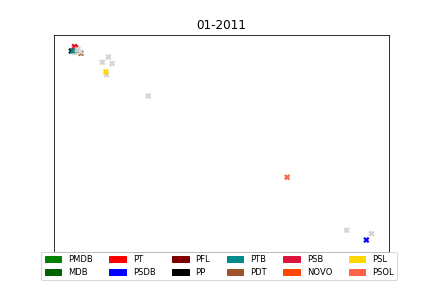 01-2011
PMDB PT PFL PTB PSB PSL
MDB PSDB PP PDT NOVO PSOL